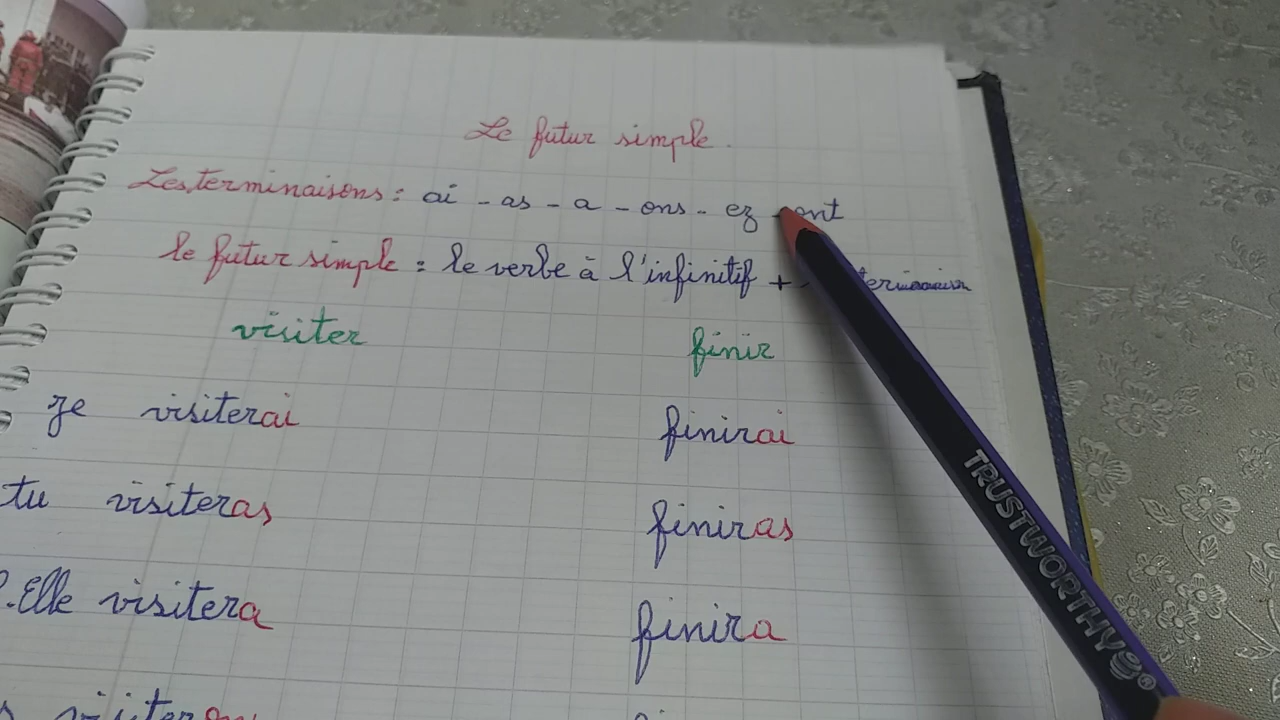 Le futur simple.
Les terminaisons : ai - as - a - ons - ez - ont
le futur simple : le verbe à l'infinitif +
visiter finir
je visiterai finirai
tu visiteras finiras
Elle visitera finira
TRUSTWORTHY